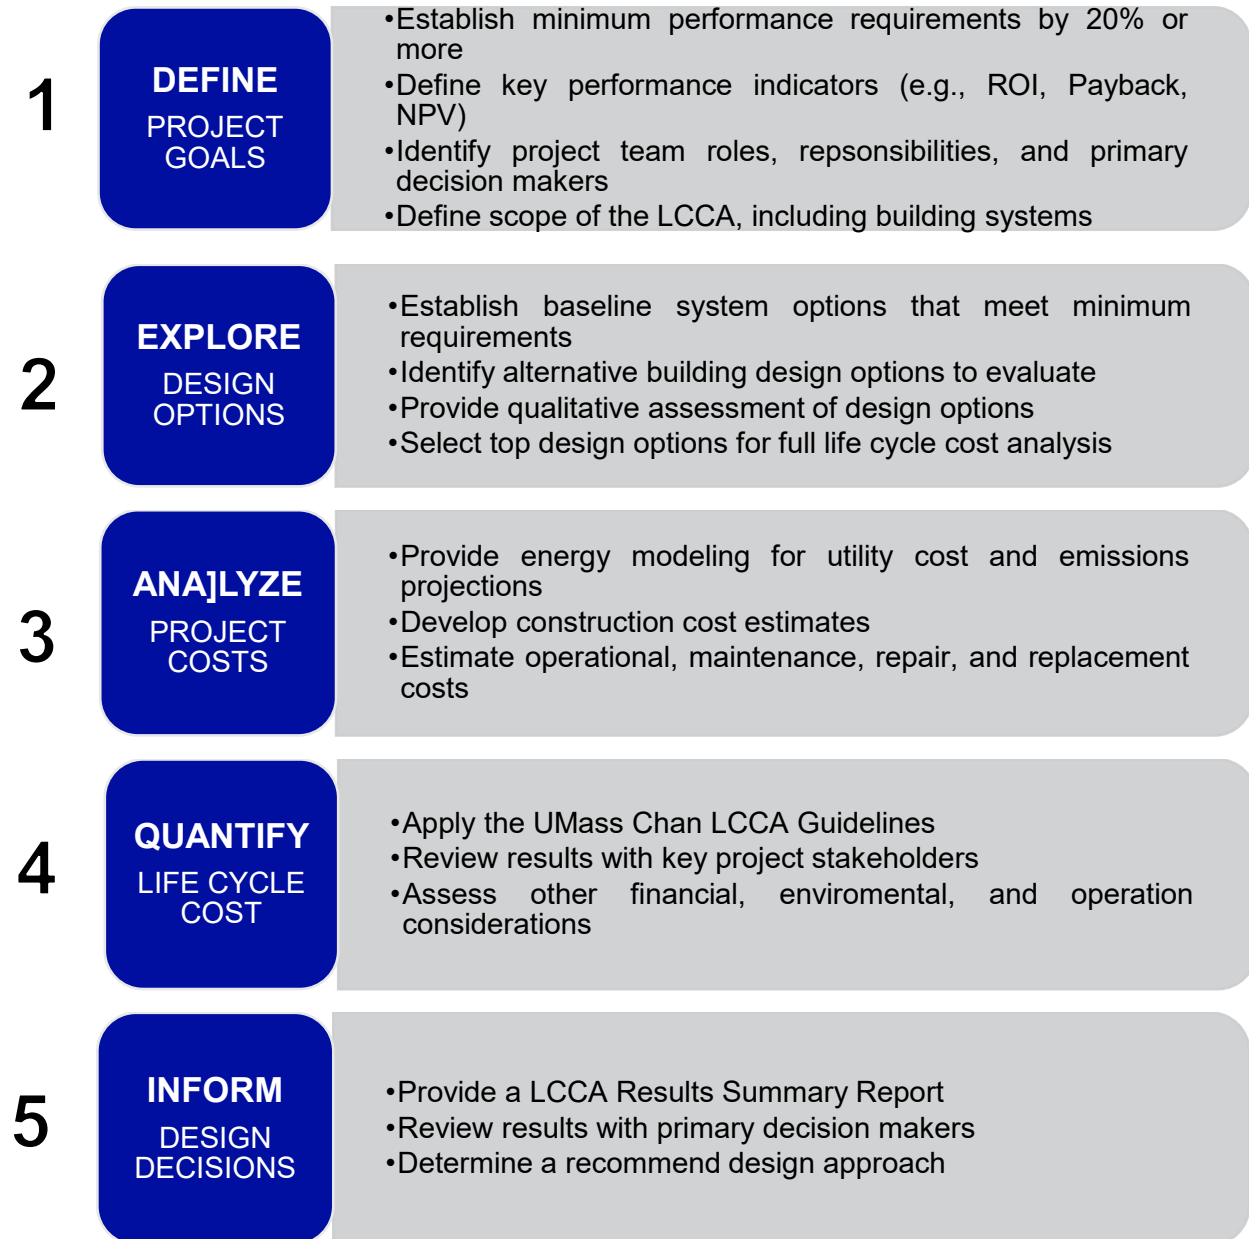 1
DEFINE
PROJECT
GOALS
•Establish minimum performance requirements by 20% or
more
•Define key performance indicators (e.g., ROI, Payback,
NPV)
•Identify project team roles, repsonsibilities, and primary
decision makers
•Define scope of the LCCA, including building systems
2
EXPLORE
DESIGN
OPTIONS
•Establish baseline system options that meet minimum
requirements
•Identify alternative building design options to evaluate
•Provide qualitative assessment of design options
•Select top design options for full life cycle cost analysis
3
ANA]LYZE
PROJECT
COSTS
•Provide energy modeling for utility cost and emissions
projections
•Develop construction cost estimates
•Estimate operational, maintenance, repair, and replacement
costs
4
QUANTIFY
LIFE CYCLE
COST
•Apply the UMass Chan LCCA Guidelines
•Review results with key project stakeholders
•Assess other financial, enviromental, and operation
considerations
5
INFORM
DESIGN
DECISIONS
•Provide a LCCA Results Summary Report
•Review results with primary decision makers
•Determine a recommend design approach